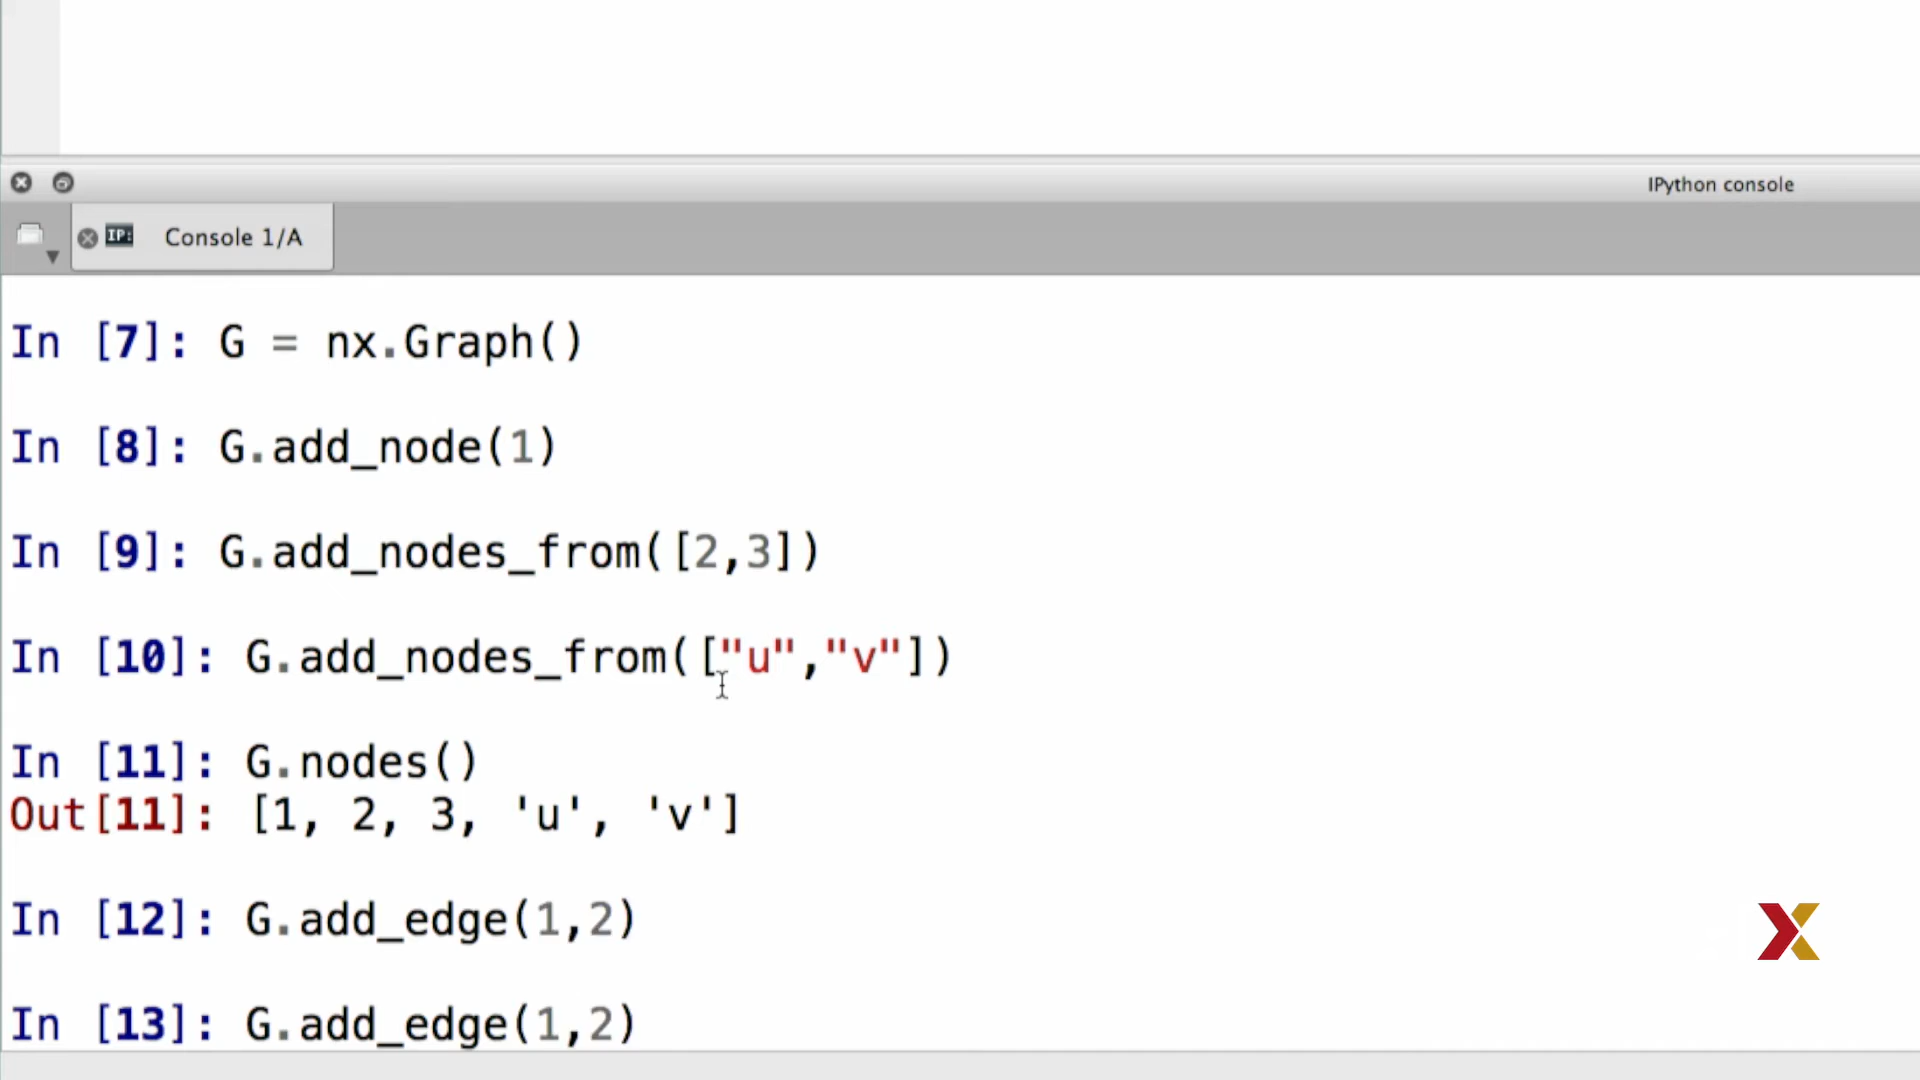 IPython console
IP: Console 1/A
In [7]: G = nx.Graph()
In [8]: G.add_node(1)
In [9]: G.add_nodes_from([2,3])
In [10]: G.add_nodes_from(["u","v"])
In [11]: G.nodes()
Out[11]: [1, 2, 3, 'u', 'v']
In [12]: G.add_edge(1,2)
In [13]: G.add_edge(1,2)
X